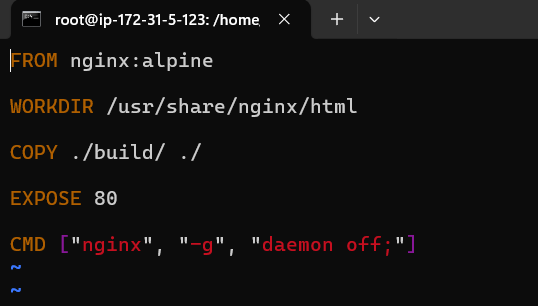 root@ip-172-31-5-123: /home
FROM nginx:alpine
WORKDIR /usr/share/nginx/html
COPY ./build/ ./
EXPOSE 80
CMD ["nginx", "-g", "daemon off;"]
~
~